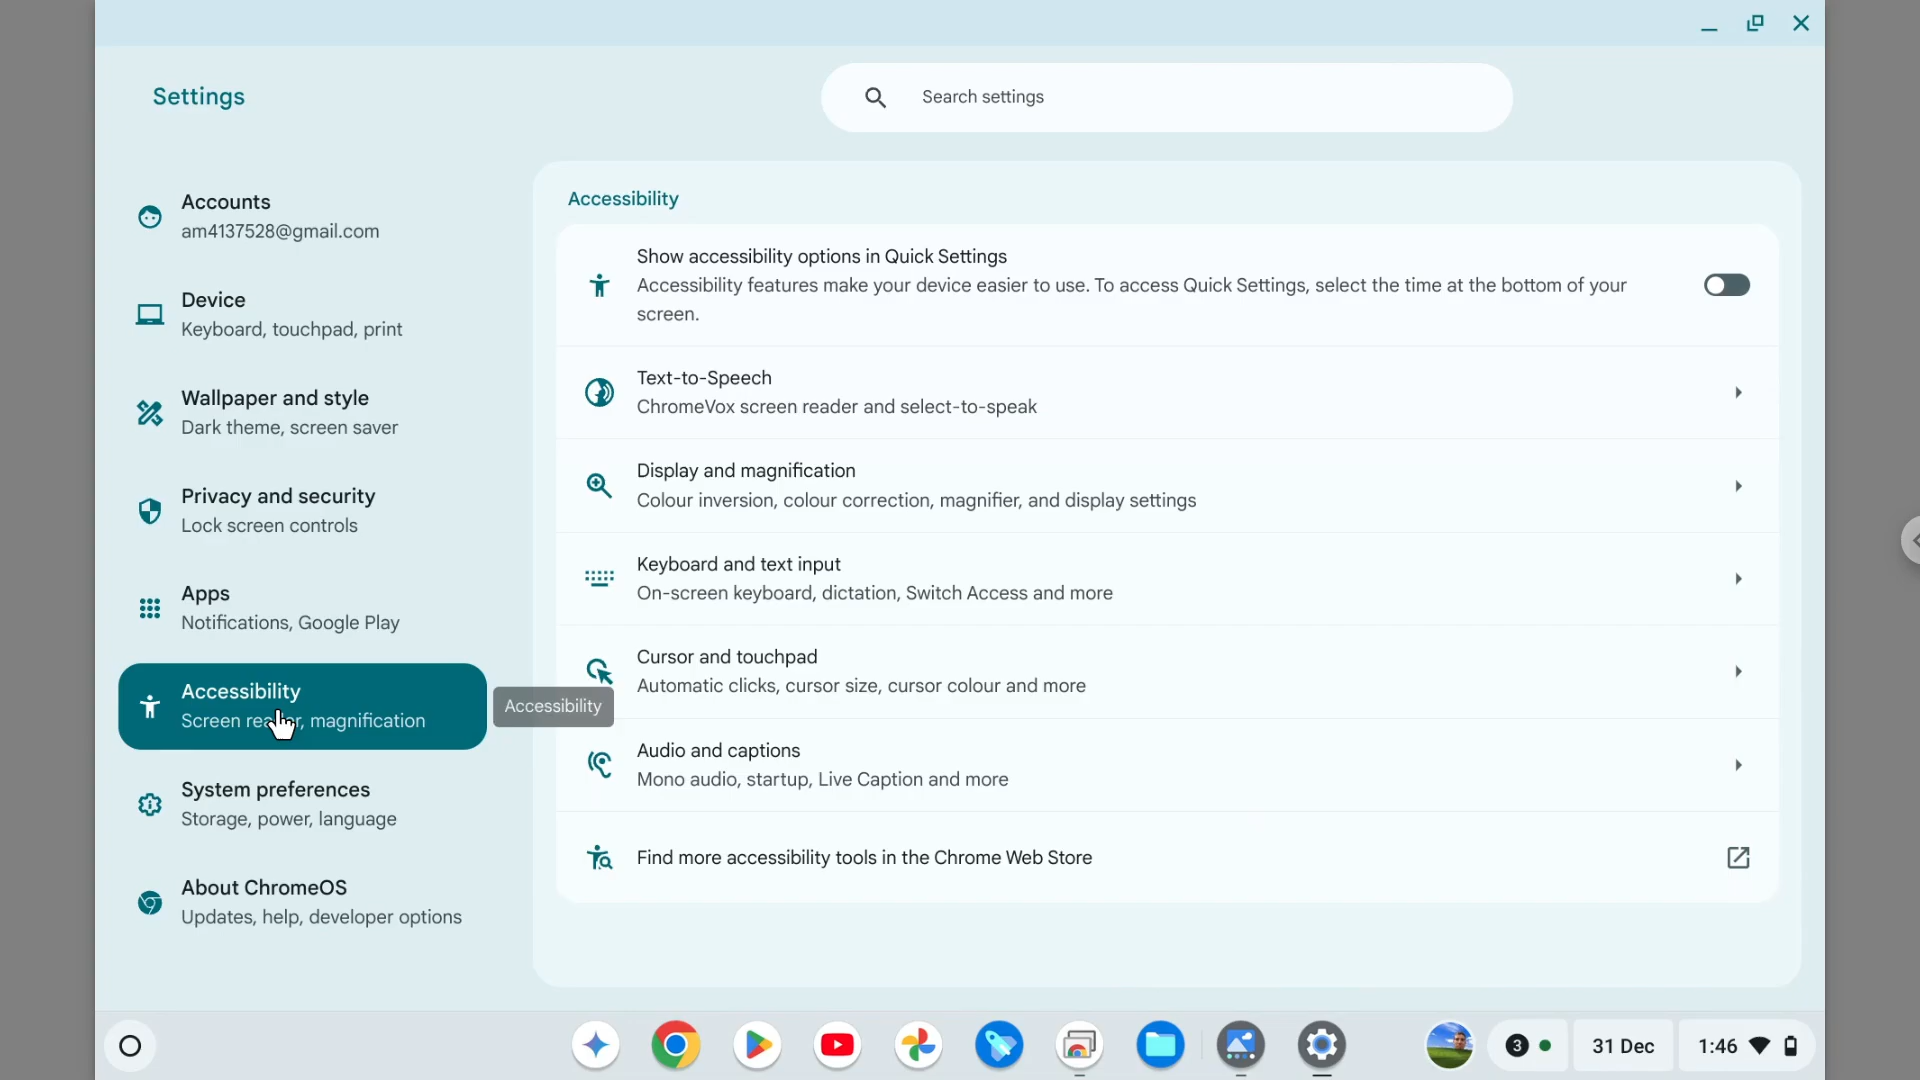 Settings
Search settings
Accounts
am4137528@gmail.com
Device
Keyboard, touchpad, print
Wallpaper and style
Dark theme, screen saver
Privacy and security
Lock screen controls
Apps
Notifications, Google Play
Accessibility
Screen reader, magnification
Accessibility
System preferences
Storage, power, language
About ChromeOS
Updates, help, developer options
Accessibility
Show accessibility options in Quick Settings
Accessibility features make your device easier to use. To access Quick Settings, select the time at the bottom of your
screen.
Text-to-Speech
ChromeVox screen reader and select-to-speak
Display and magnification
Colour inversion, colour correction, magnifier, and display settings
Keyboard and text input
On-screen keyboard, dictation, Switch Access and more
Cursor and touchpad
Automatic clicks, cursor size, cursor colour and more
Audio and captions
Mono audio, startup, Live Caption and more
Find more accessibility tools in the Chrome Web Store
3
31 Dec
1:46